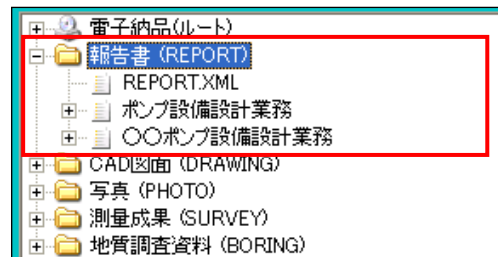 電子納品(ルート)
報告書 (REPORT)
REPORT.XML
ポンプ設備設計業務
〇〇ポンプ設備設計業務
CAD図面 (DRAWING)
写真 (PHOTO)
測量成果 (SURVEY)
地質調査資料 (BORING)